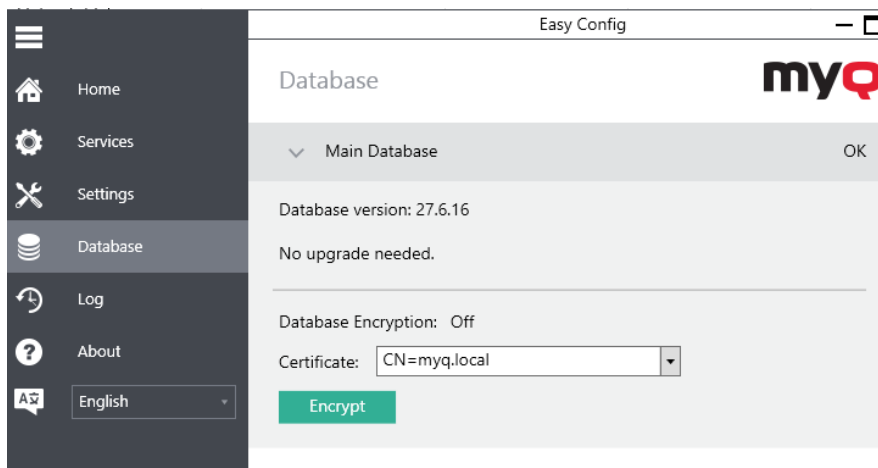 Easy Config
Home
Services
Settings
Database
Log
?
About
English
Database
myQ
Main Database
OK
Database version: 27.6.16
No upgrade needed.
Database Encryption: Off
Certificate: CN=myq.local
Encrypt